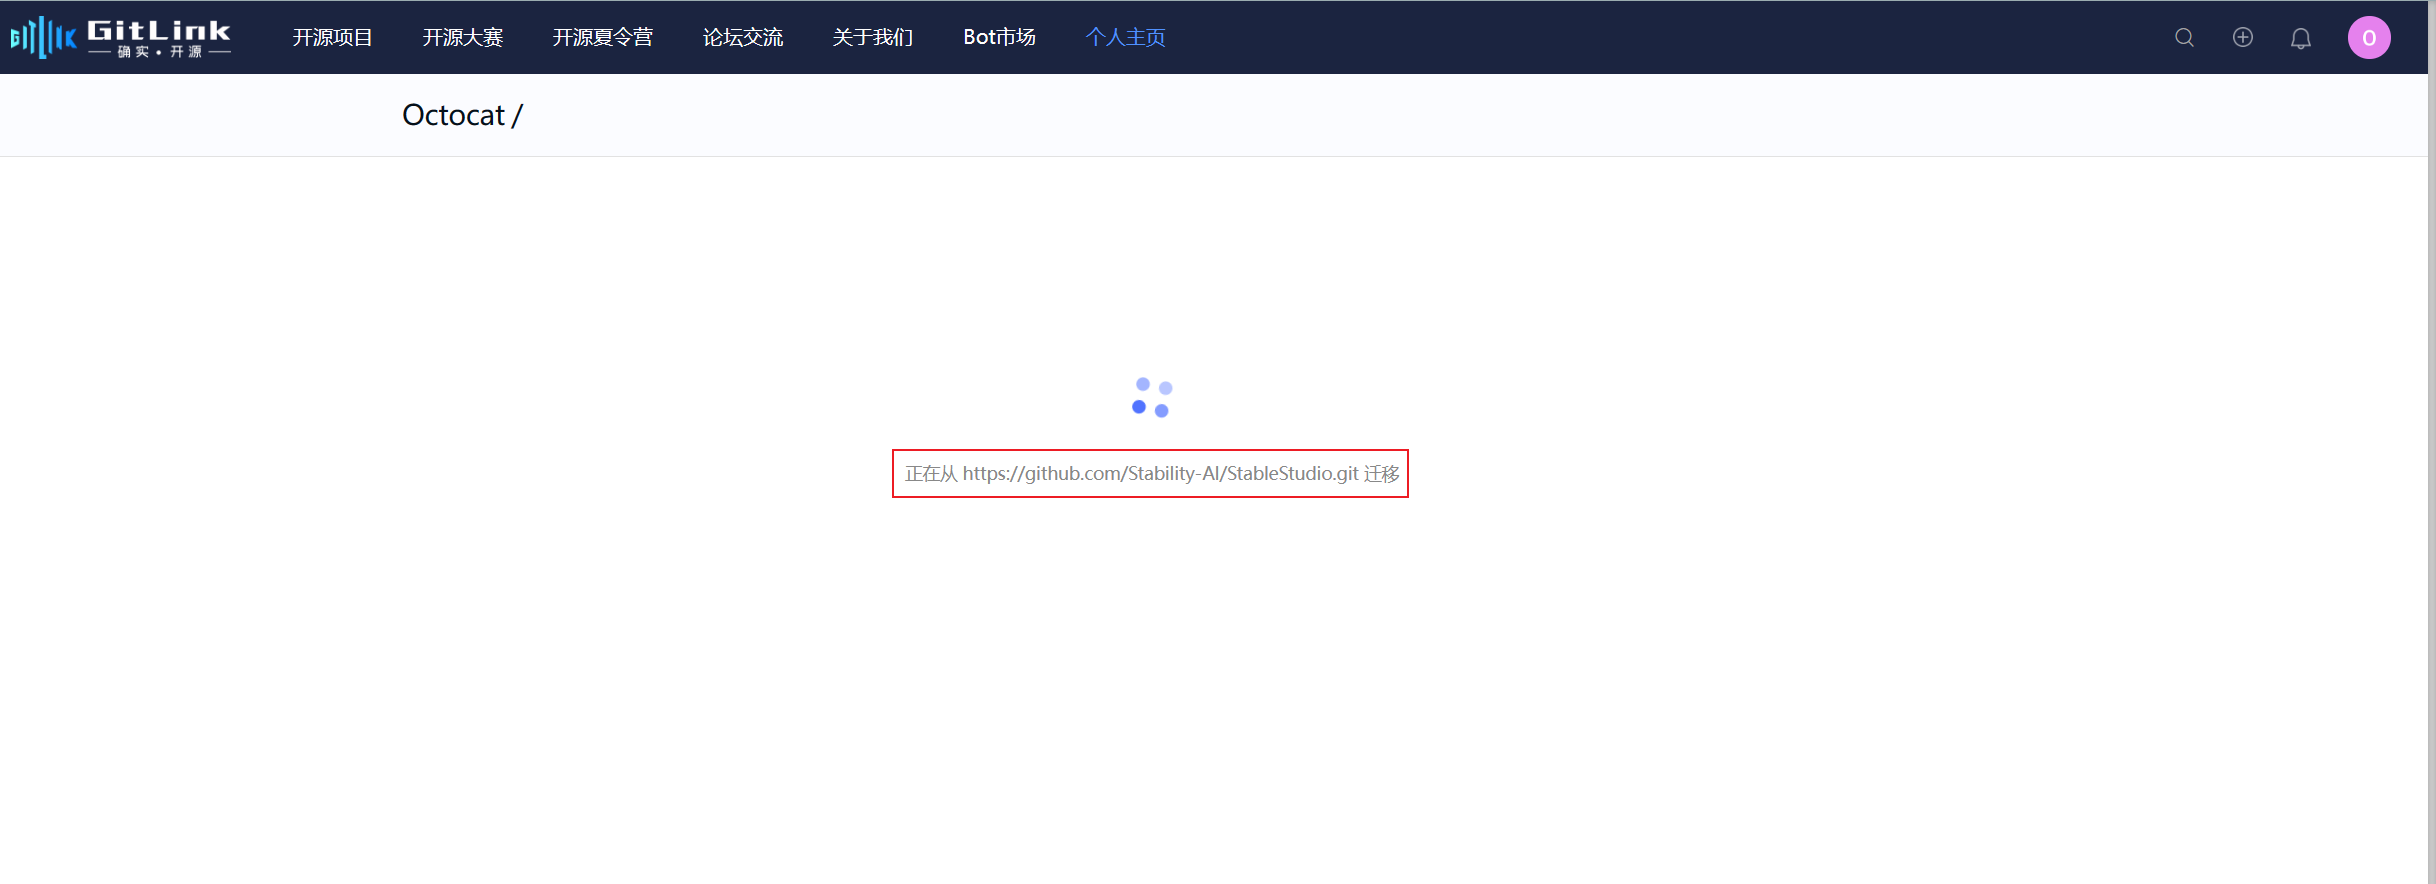 GITLINK GitLink
确实·开源
开源项目 开源大赛 开源夏令营 论坛交流 关于我们 Bot市场 个人主页 O
Octocat /
正在从 https://github.com/Stability-AI/StableStudio.git 迁移